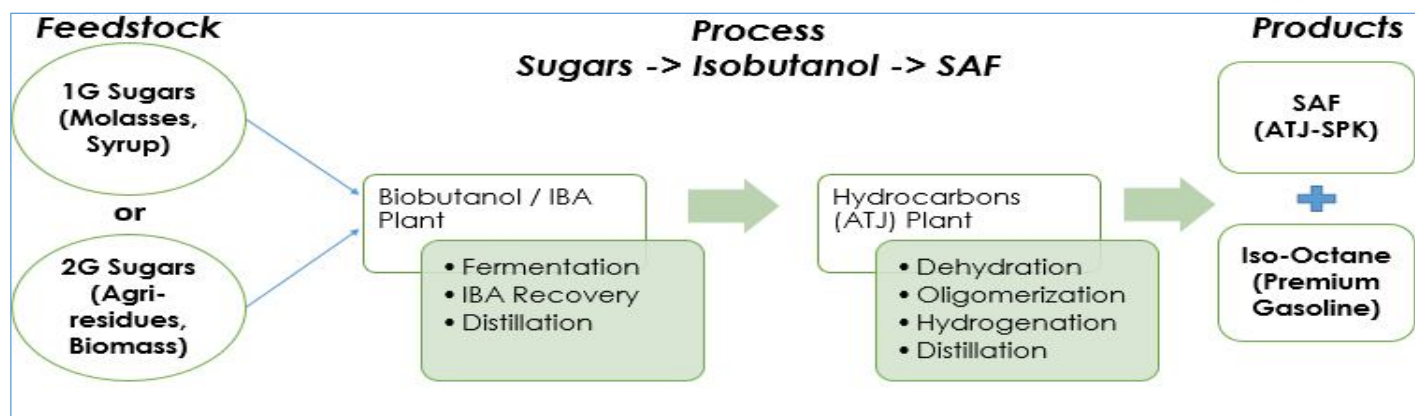 Feedstock
1G Sugars
(Molasses,
Syrup)
or
2G Sugars
(Agri-
residues,
Biomass)
Process
Sugars -> Isobutanol -> SAF
Biobutanol / IBA
Plant
• Fermentation
• IBA Recovery
• Distillation
Hydrocarbons
(ATJ) Plant
• Dehydration
• Oligomerization
• Hydrogenation
• Distillation
Products
SAF
(ATJ-SPK)
Iso-Octane
(Premium
Gasoline)